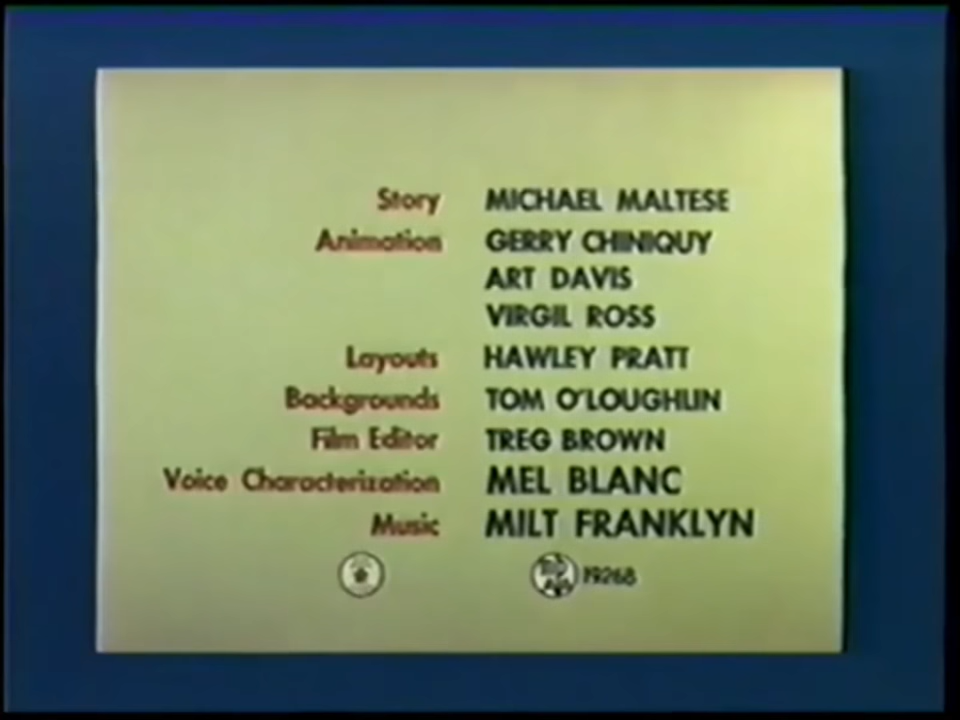 Story MICHAEL MALTESE
Animation GERRY CHINIQUY
ART DAVIS
VIRGIL ROSS
Layouts HAWLEY PRATT
Backgrounds TOM O'LOUGHLIN
Film Editor TREG BROWN
Voice Characterization MEL BLANC
Music MILT FRANKLYN
19268